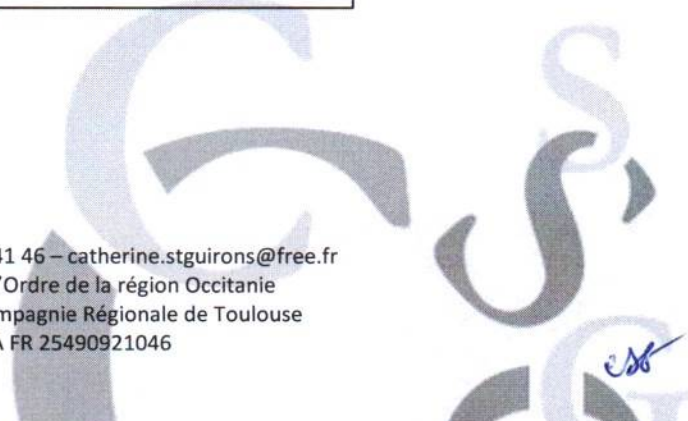 41 46 – catherine.stguirons@free.fr
'Ordre de la région Occitanie
mpagnie Régionale de Toulouse
A FR 25490921046